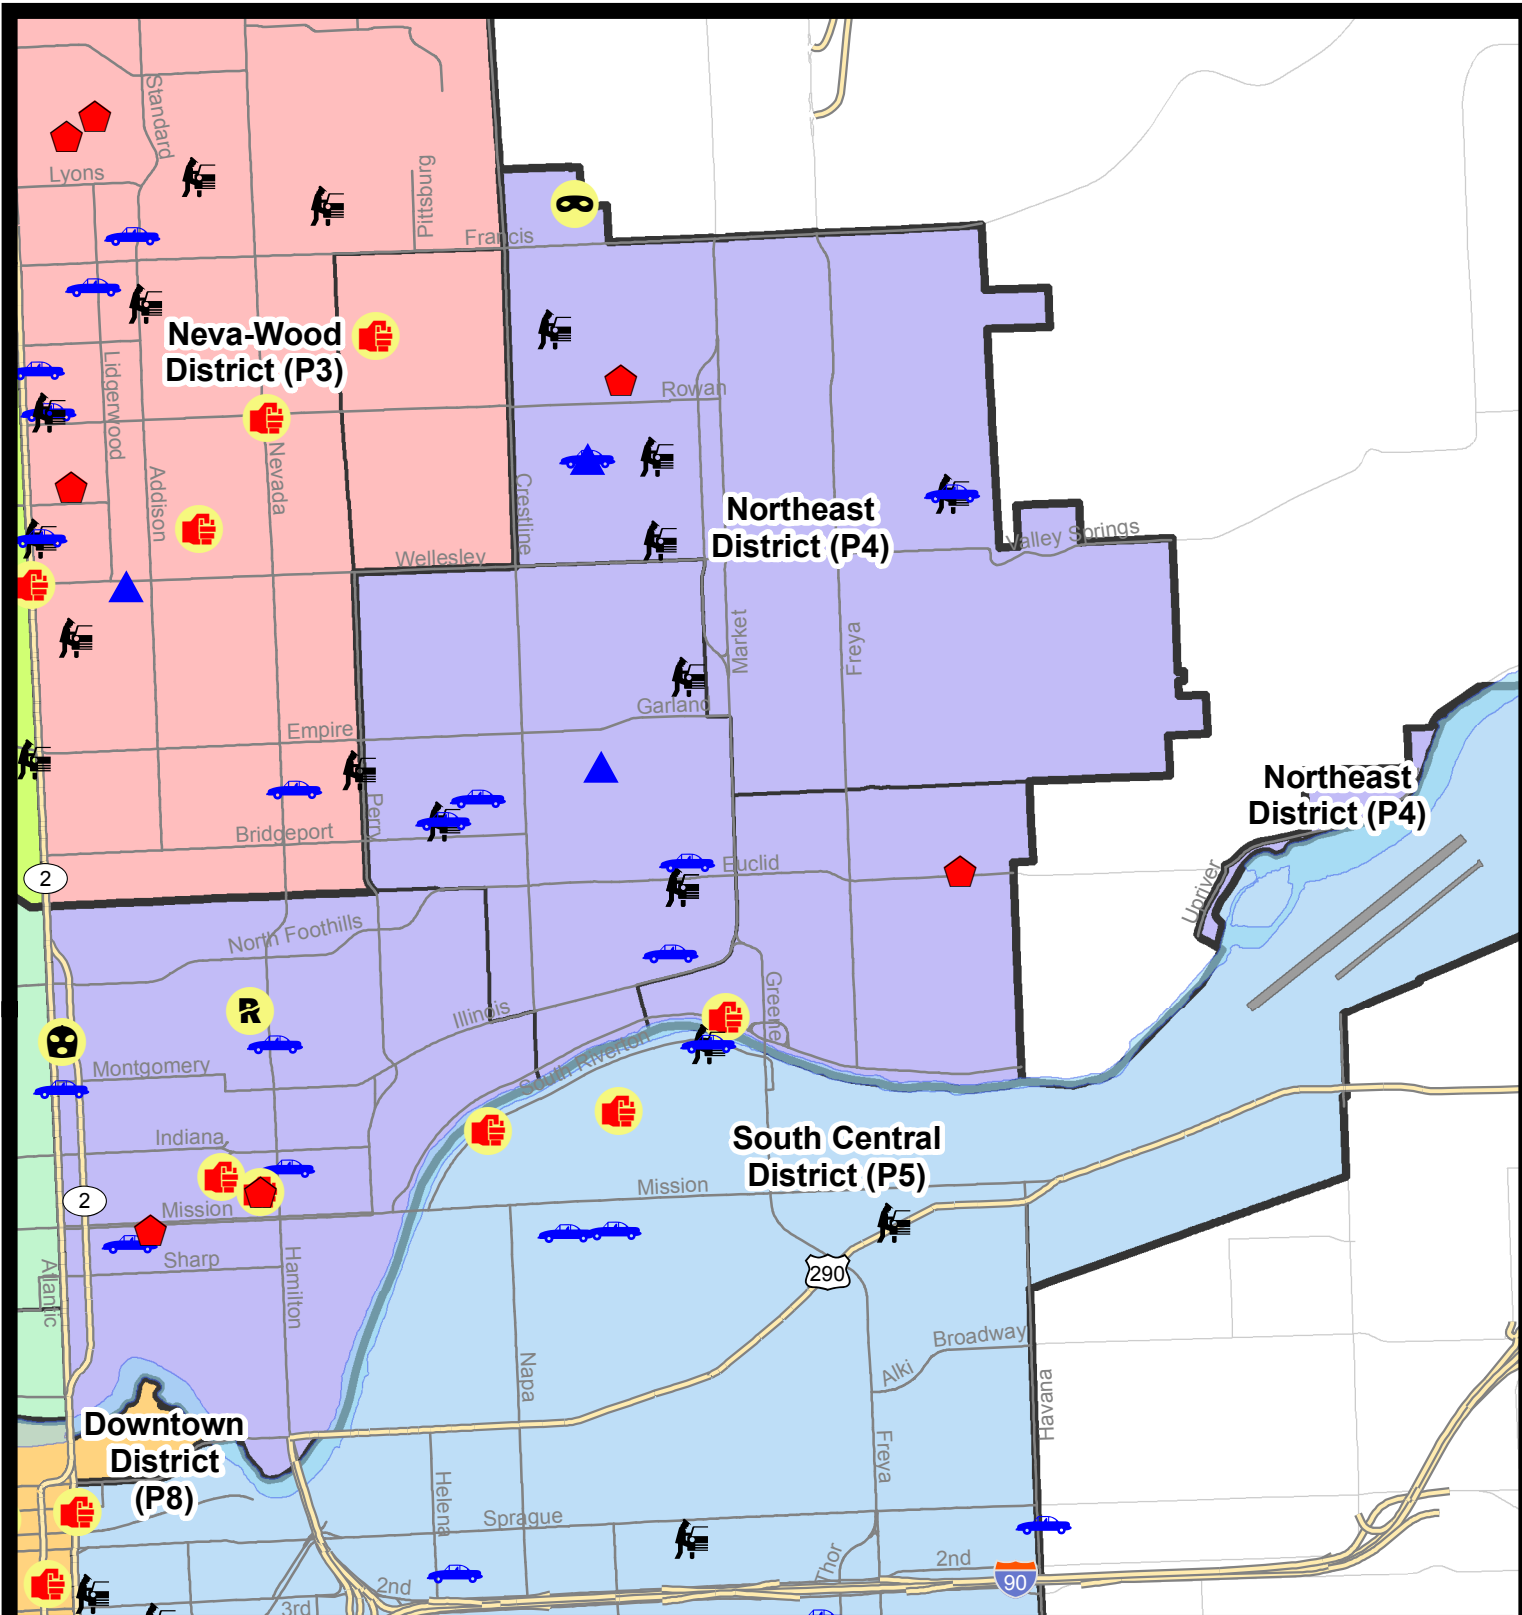 Standard
Lyons
Pittsburg
Francis
Neva-Wood
District (P3)
Lidgerwood
Rowan
Nevada
Addison
Crestline
Northeast
District (P4)
Valley Springs
Wellesley
Market
Freya
Garland
Empire
Perry
Bridgeport
Northeast
District (P4)
2
Euclid
Upriver
North Foothills
R
Illinois
Greene
South Riverton
Montgomery
Indiana
South Central
District (P5)
2
Mission
Mission
Sharp
Atlantic
Hamilton
290
Broadway
Napa
Alki
Havana
Downtown
District
(P8)
Freya
Helena
Sprague
Thor
2nd
90
2nd
3rd